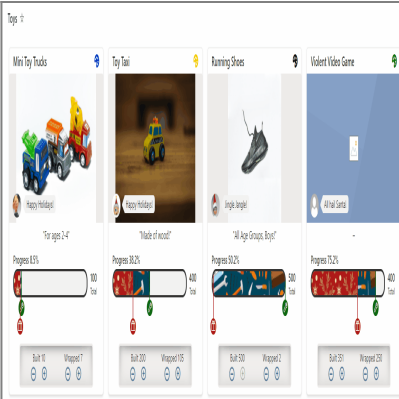 Toys ☆
Mini Toy Trucks
Happy Holidays!
"For ages 2-4"
Progress 8.5%
100
Total
Built 10
Wrapped 7
Toy Taxi
Happy Holidays!
"Made of wood!"
Progress 38.2%
400
Total
Built 200
Wrapped 105
Running Shoes
Jingle Jangle!
"All Age Groups, Boys!"
Progress 50.2%
500
Total
Built 500
Wrapped 2
Violent Video Game
All hail Santa!
--
Progress 75.2%
400
Total
Built 351
Wrapped 250